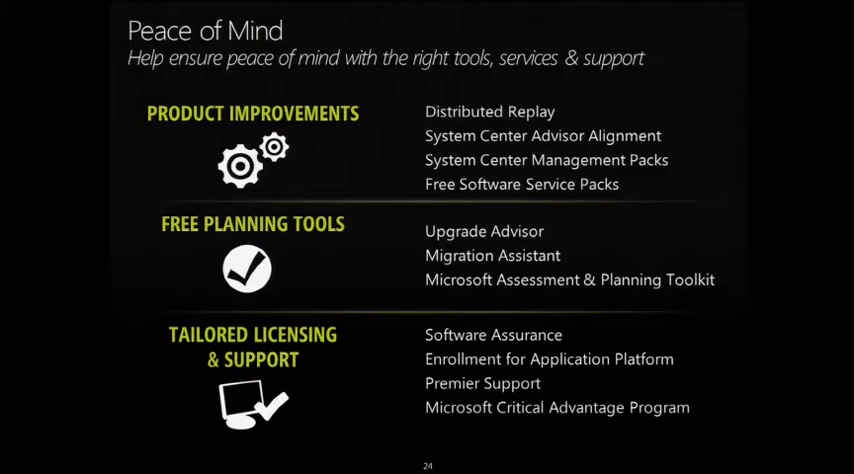 Peace of Mind
Help ensure peace of mind with the right tools, services & support
PRODUCT IMPROVEMENTS
Distributed Replay
System Center Advisor Alignment
System Center Management Packs
Free Software Service Packs
FREE PLANNING TOOLS
Upgrade Advisor
Migration Assistant
Microsoft Assessment & Planning Toolkit
TAILORED LICENSING
& SUPPORT
Software Assurance
Enrollment for Application Platform
Premier Support
Microsoft Critical Advantage Program
24